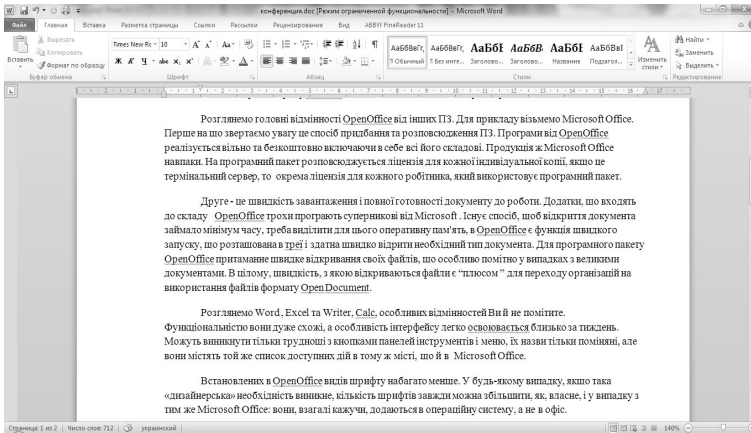 конференция.doc [Режим ограниченной функциональности] - Microsoft Word
Файл Главная Вставка Разметка страницы Ссылки Рассылки Рецензирование Вид ABBYY FineReader 11
Вставить
Вырезать
Копировать
Формат по образцу
Буфер обмена
Times New Rc 10
Ж К Ч abc x, x²
Шрифт
Абзац
АаБбВвГг, АаБбВвГг, АаБбІ АаБбВ АаБбІ АаБбВвІ
¶ Обычный ¶ Без инте... Заголово... Заголово... Название Подзагол...
Изменить стили
Стили
Найти
Заменить
Выделить
Редактирование
Розглянемо головні відмінності OpenOffice від інших ПЗ. Для прикладу візьмемо Microsoft Office.
Перше на що звертаємо увагу це спосіб придбання та розповсюдження ПЗ. Програми від OpenOffice
реалізується вільно та безкоштовно включаючи в себе всі його складові. Продукція ж Microsoft Office
навпаки. На програмний пакет розповсюджується ліцензія для кожної індивідуальної копії, якщо це
термінальний сервер, то окрема ліцензія для кожного робітника, який використовує програмний пакет.
Друге - це швидкість завантаження і повної готовності документу до роботи. Додатки, що входять
до складу OpenOffice трохи програють суперникові від Microsoft . Існує спосіб, щоб відкриття документа
займало мінімум часу, треба виділити для цього оперативну пам'ять, в OpenOffice є функція швидкого
запуску, що розташована в треї і здатна швидко відрити необхідний тип документа. Для програмного пакету
OpenOffice притаманне швидке відкривання своїх файлів, що особливо помітно у випадках з великими
документами. В цілому, швидкість, з якою відкриваються файли є “плюсом ” для переходу організацій на
використання файлів формату Open Document.
Розглянемо Word, Excel та Writer, Calc, особливих відмінностей Ви й не помітите.
Функціональністю вони дуже схожі, а особливість інтерфейсу легко освоюваєтся близько за тиждень.
Можуть виникнути тільки труднощі з кнопками панелей інструментів і меню, їх назви тільки поміняні, але
вони містять той же список доступних дій в тому ж місті, що й в Microsoft Office.
Встановлених в OpenOffice видів шрифту набагато менше. У будь-якому випадку, якщо така
«дизайнерська» необхідність виникне, кількість шрифтів завжди можна збільшити, як, власне, і у випадку з
тим же Microsoft Office: вони, взагалі кажучи, додаються в операційну систему, а не в офіс.
Страница: 1 из 2 Число слов: 712 украинский 140%